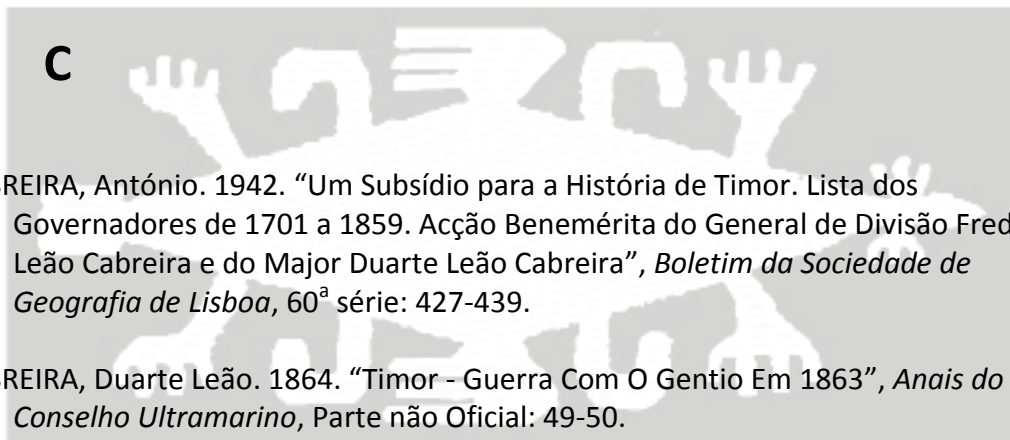 C
REIRA, António. 1942. “Um Subsídio para a História de Timor. Lista dos
Governadores de 1701 a 1859. Acção Benemérita do General de Divisão Fred
Leão Cabreira e do Major Duarte Leão Cabreira”, Boletim da Sociedade de
Geografia de Lisboa, 60ª série: 427-439.
REIRA, Duarte Leão. 1864. “Timor - Guerra Com O Gentio Em 1863”, Anais do
Conselho Ultramarino, Parte não Oficial: 49-50.